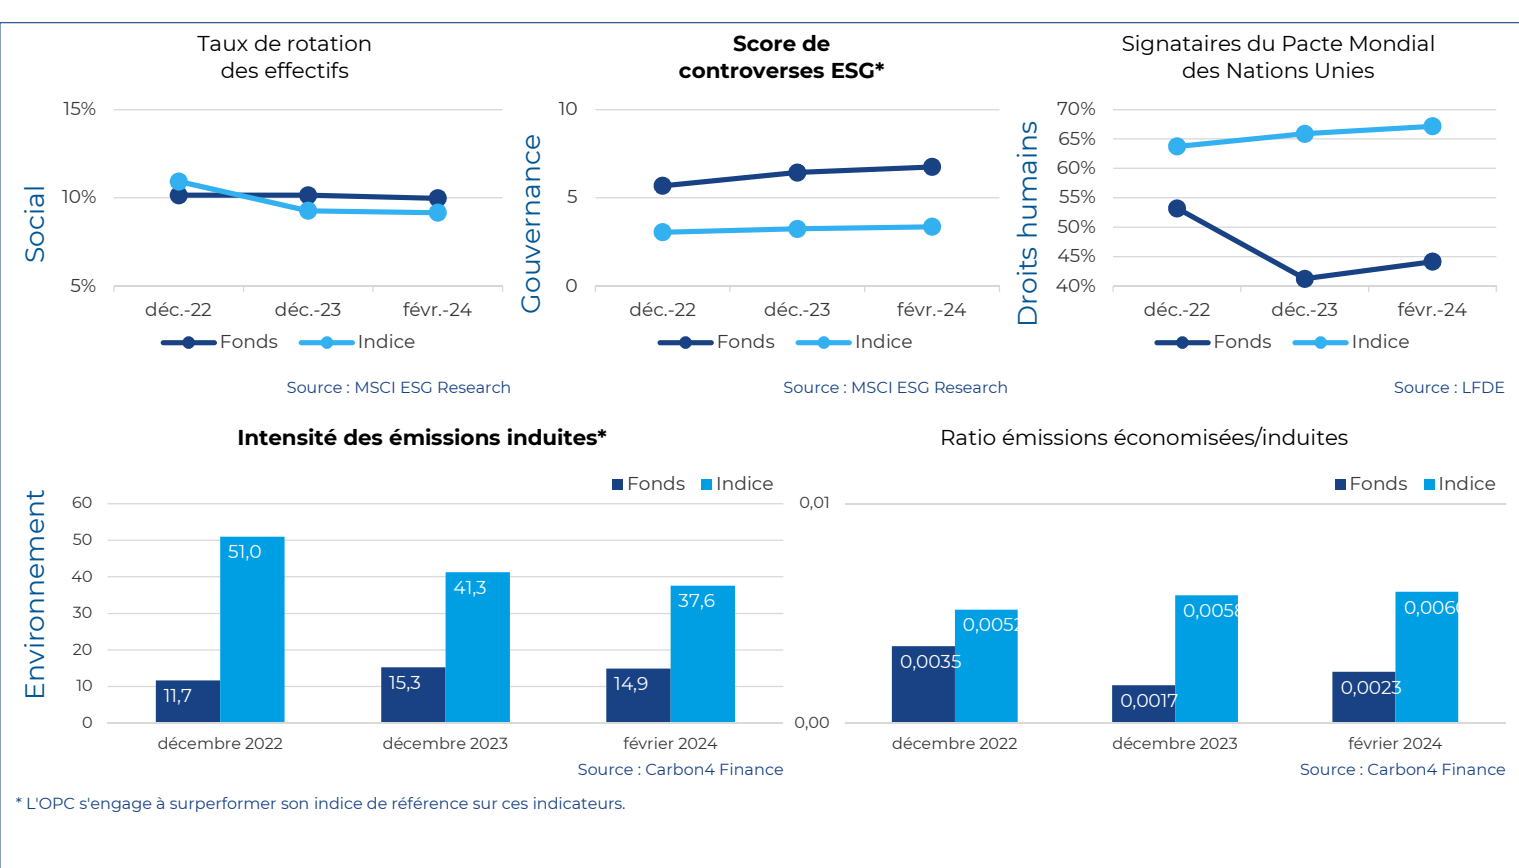 Taux de rotation
des effectifs
Social
15%
10%
5%
déc.-22 déc.-23 févr.-24
Fonds Indice
Source : MSCI ESG Research
Score de
controverses ESG*
Gouvernance
10
5
0
déc.-22 déc.-23 févr.-24
Fonds Indice
Source : MSCI ESG Research
Signataires du Pacte Mondial
des Nations Unies
Droits humains
70%
65%
60%
55%
50%
45%
40%
déc.-22 déc.-23 févr.-24
Fonds Indice
Source : LFDE
Intensité des émissions induites*
Environnement
Fonds Indice
60
50
40
30
20
10
0
51,0
41,3
37,6
11,7
15,3
14,9
décembre 2022 décembre 2023 février 2024
Source : Carbon4 Finance
Ratio émissions économisées/induites
Fonds Indice
0,01
0,00
0,0035
0,0052
0,0017
0,0058
0,0023
0,0060
décembre 2022 décembre 2023 février 2024
Source : Carbon4 Finance
* L'OPC s'engage à surperformer son indice de référence sur ces indicateurs.